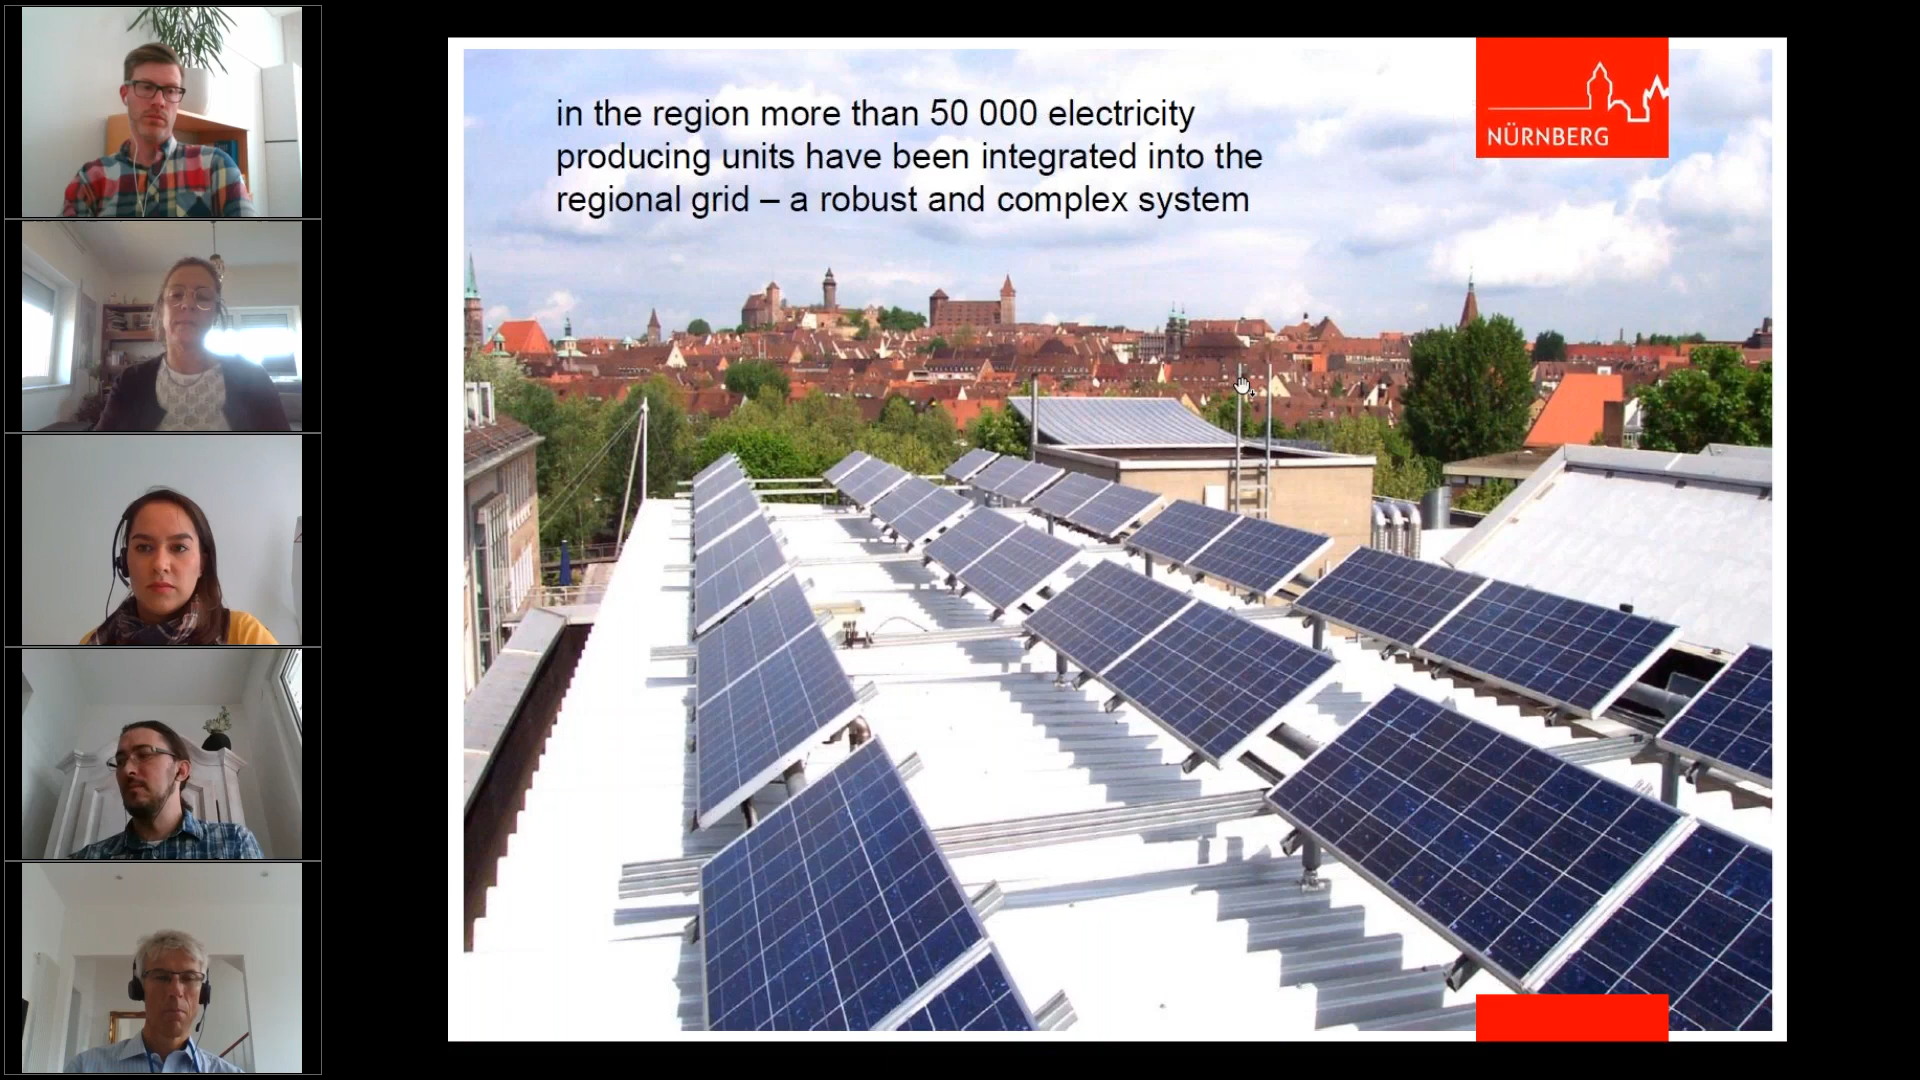 in the region more than 50 000 electricity
producing units have been integrated into the
regional grid – a robust and complex system
NÜRNBERG